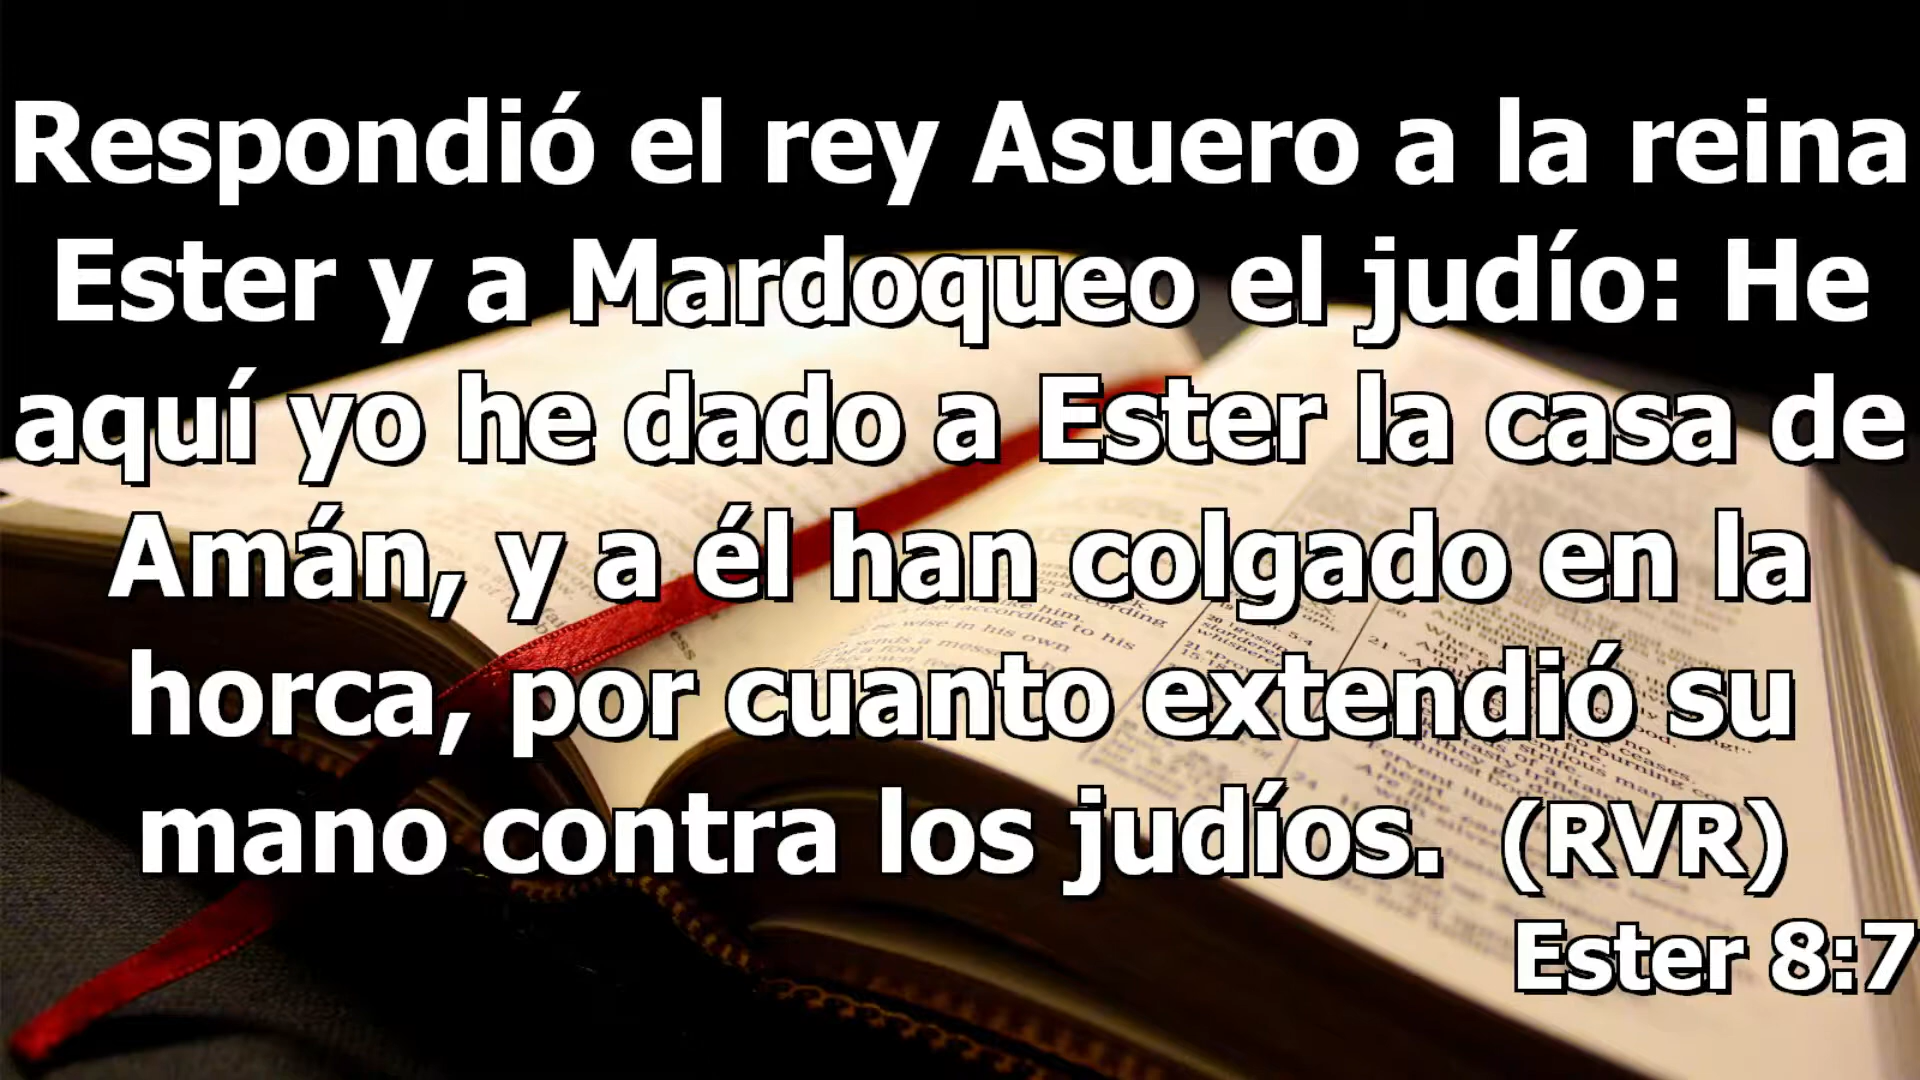 Respondió el rey Asuero a la reina
Ester y a Mardoqueo el judío: He
aquí yo he dado a Ester la casa de
Amán, y a él han colgado en la
horca, por cuanto extendió su
mano contra los judíos. (RVR)
Ester 8:7